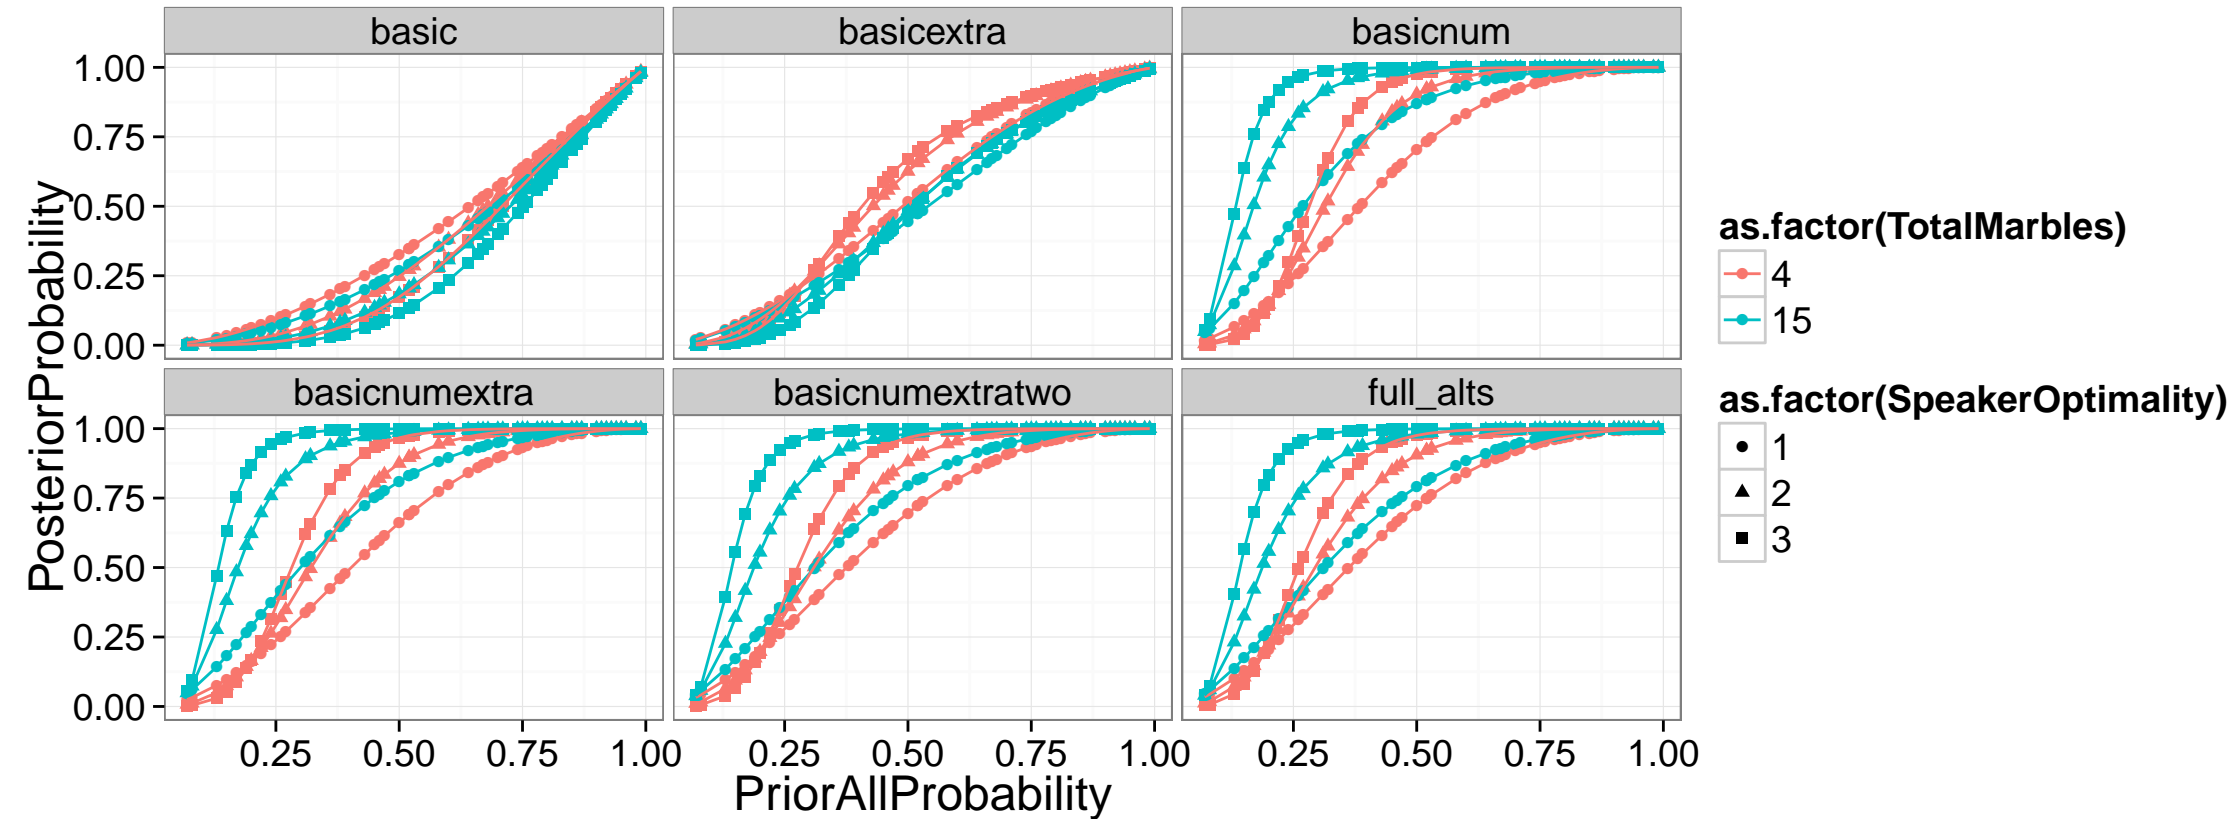 basic
basicextra
basicnum
1.00
0.75
0.50
0.25
0.00
basicnumextra
basicnumextratwo
full_alts
1.00
0.75
0.50
0.25
0.00
0.25 0.50 0.75 1.00
0.25 0.50 0.75 1.00
0.25 0.50 0.75 1.00
PriorAllProbability
PosteriorProbability
as.factor(TotalMarbles)
4
15
as.factor(SpeakerOptimality)
1
2
3